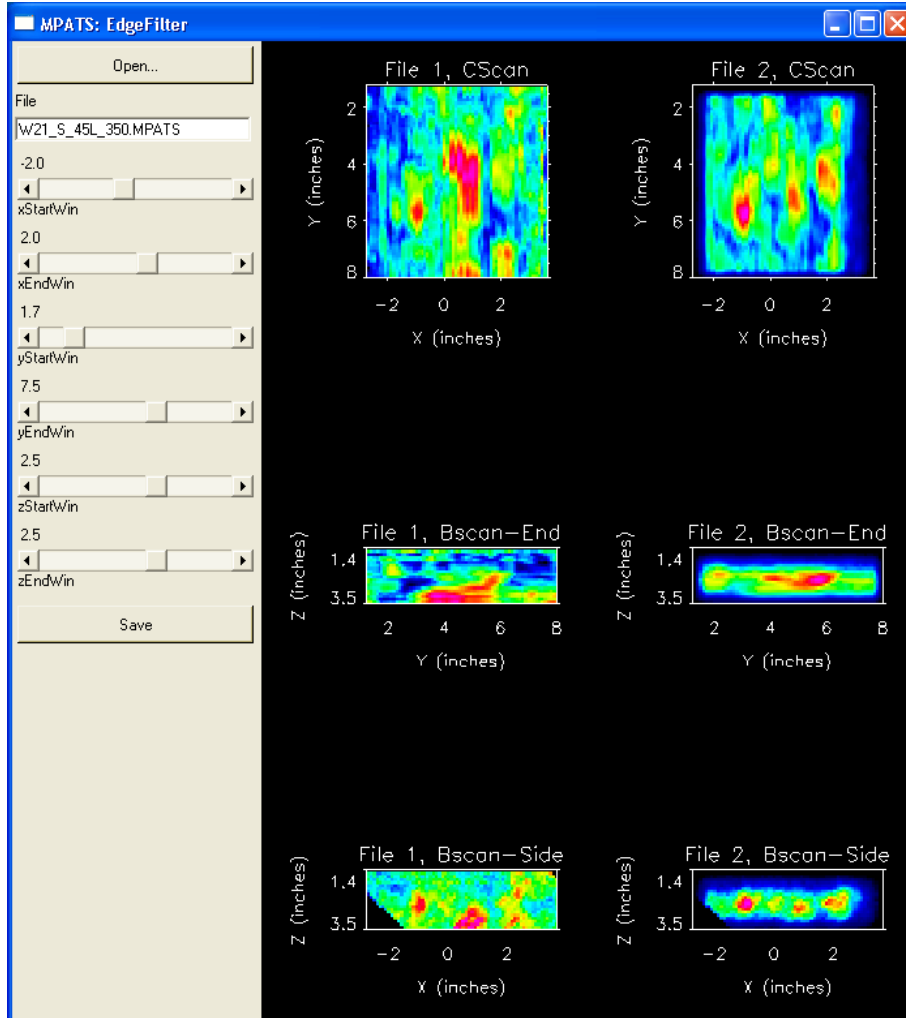 MPATS: EdgeFilter
Open...
File
W21_S_45L_350.MPATS
-2.0
xStartWin
2.0
xEndWin
1.7
yStartWin
7.5
yEndWin
2.5
zStartWin
2.5
zEndWin
Save
File 1, CScan
2
4
6
8
Y (inches)
-2 0 2
X (inches)
File 2, CScan
2
4
6
8
Y (inches)
-2 0 2
X (inches)
File 1, Bscan-End
1.4
3.5
Z (inches)
2 4 6 8
Y (inches)
File 2, Bscan-End
1.4
3.5
Z (inches)
2 4 6 8
Y (inches)
File 1, Bscan-Side
1.4
3.5
Z (inches)
-2 0 2
X (inches)
File 2, Bscan-Side
1.4
3.5
Z (inches)
-2 0 2
X (inches)